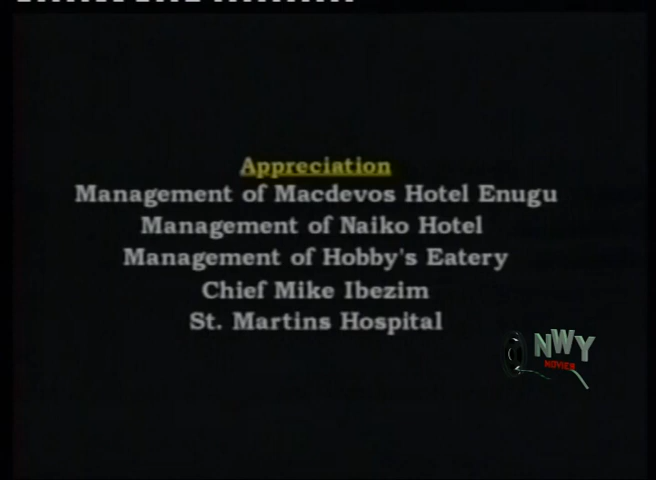 Appreciation
Management of Macdevos Hotel Enugu
Management of Naiko Hotel
Management of Hobby's Eatery
Chief Mike Ibezim
St. Martins Hospital
NWY
MOVIES